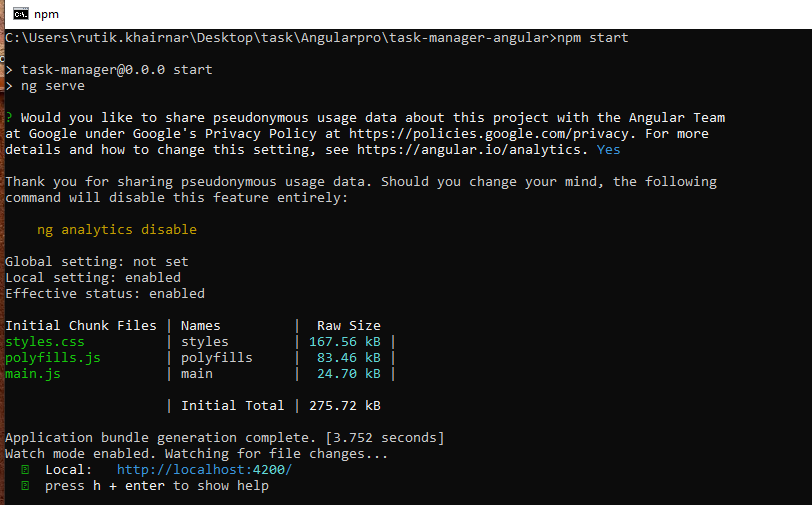 npm
C:\Users\rutik.khairnar\Desktop\task\Angularpro\task-manager-angular>npm start
> task-manager@0.0.0 start
> ng serve
? Would you like to share pseudonymous usage data about this project with the Angular Team
at Google under Google's Privacy Policy at https://policies.google.com/privacy. For more
details and how to change this setting, see https://angular.io/analytics. Yes
Thank you for sharing pseudonymous usage data. Should you change your mind, the following
command will disable this feature entirely:
ng analytics disable
Global setting: not set
Local setting: enabled
Effective status: enabled
Initial Chunk Files | Names | Raw Size
styles.css | styles | 167.56 kB |
polyfills.js | polyfills | 83.46 kB |
main.js | main | 24.70 kB |
| Initial Total | 275.72 kB
Application bundle generation complete. [3.752 seconds]
Watch mode enabled. Watching for file changes...
Local: http://localhost:4200/
press h + enter to show help